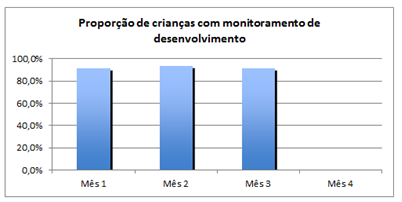 Proporção de crianças com monitoramento de
desenvolvimento
100,0%
80,0%
60,0%
40,0%
20,0%
0,0%
Mês 1 Mês 2 Mês 3 Mês 4